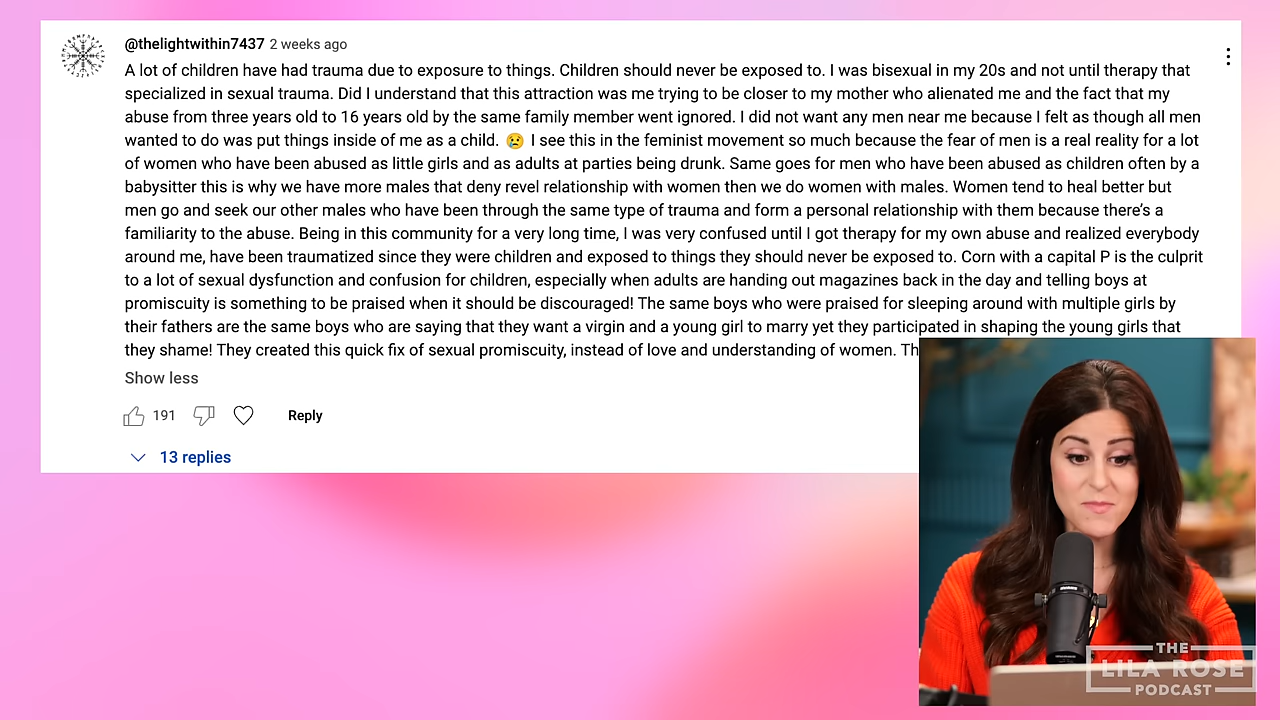 @thelightwithin7437 2 weeks ago
A lot of children have had trauma due to exposure to things. Children should never be exposed to. I was bisexual in my 20s and not until therapy that
specialized in sexual trauma. Did I understand that this attraction was me trying to be closer to my mother who alienated me and the fact that my
abuse from three years old to 16 years old by the same family member went ignored. I did not want any men near me because I felt as though all men
wanted to do was put things inside of me as a child. 😢 I see this in the feminist movement so much because the fear of men is a real reality for a lot
of women who have been abused as little girls and as adults at parties being drunk. Same goes for men who have been abused as children often by a
babysitter this is why we have more males that deny revel relationship with women then we do women with males. Women tend to heal better but
men go and seek our other males who have been through the same type of trauma and form a personal relationship with them because there's a
familiarity to the abuse. Being in this community for a very long time, I was very confused until I got therapy for my own abuse and realized everybody
around me, have been traumatized since they were children and exposed to things they should never be exposed to. Corn with a capital P is the culprit
to a lot of sexual dysfunction and confusion for children, especially when adults are handing out magazines back in the day and telling boys at
promiscuity is something to be praised when it should be discouraged! The same boys who were praised for sleeping around with multiple girls by
their fathers are the same boys who are saying that they want a virgin and a young girl to marry yet they participated in shaping the young girls that
they shame! They created this quick fix of sexual promiscuity, instead of love and understanding of women. Th
Show less
191
Reply
13 replies
THE
LILA ROSE
PODCAST